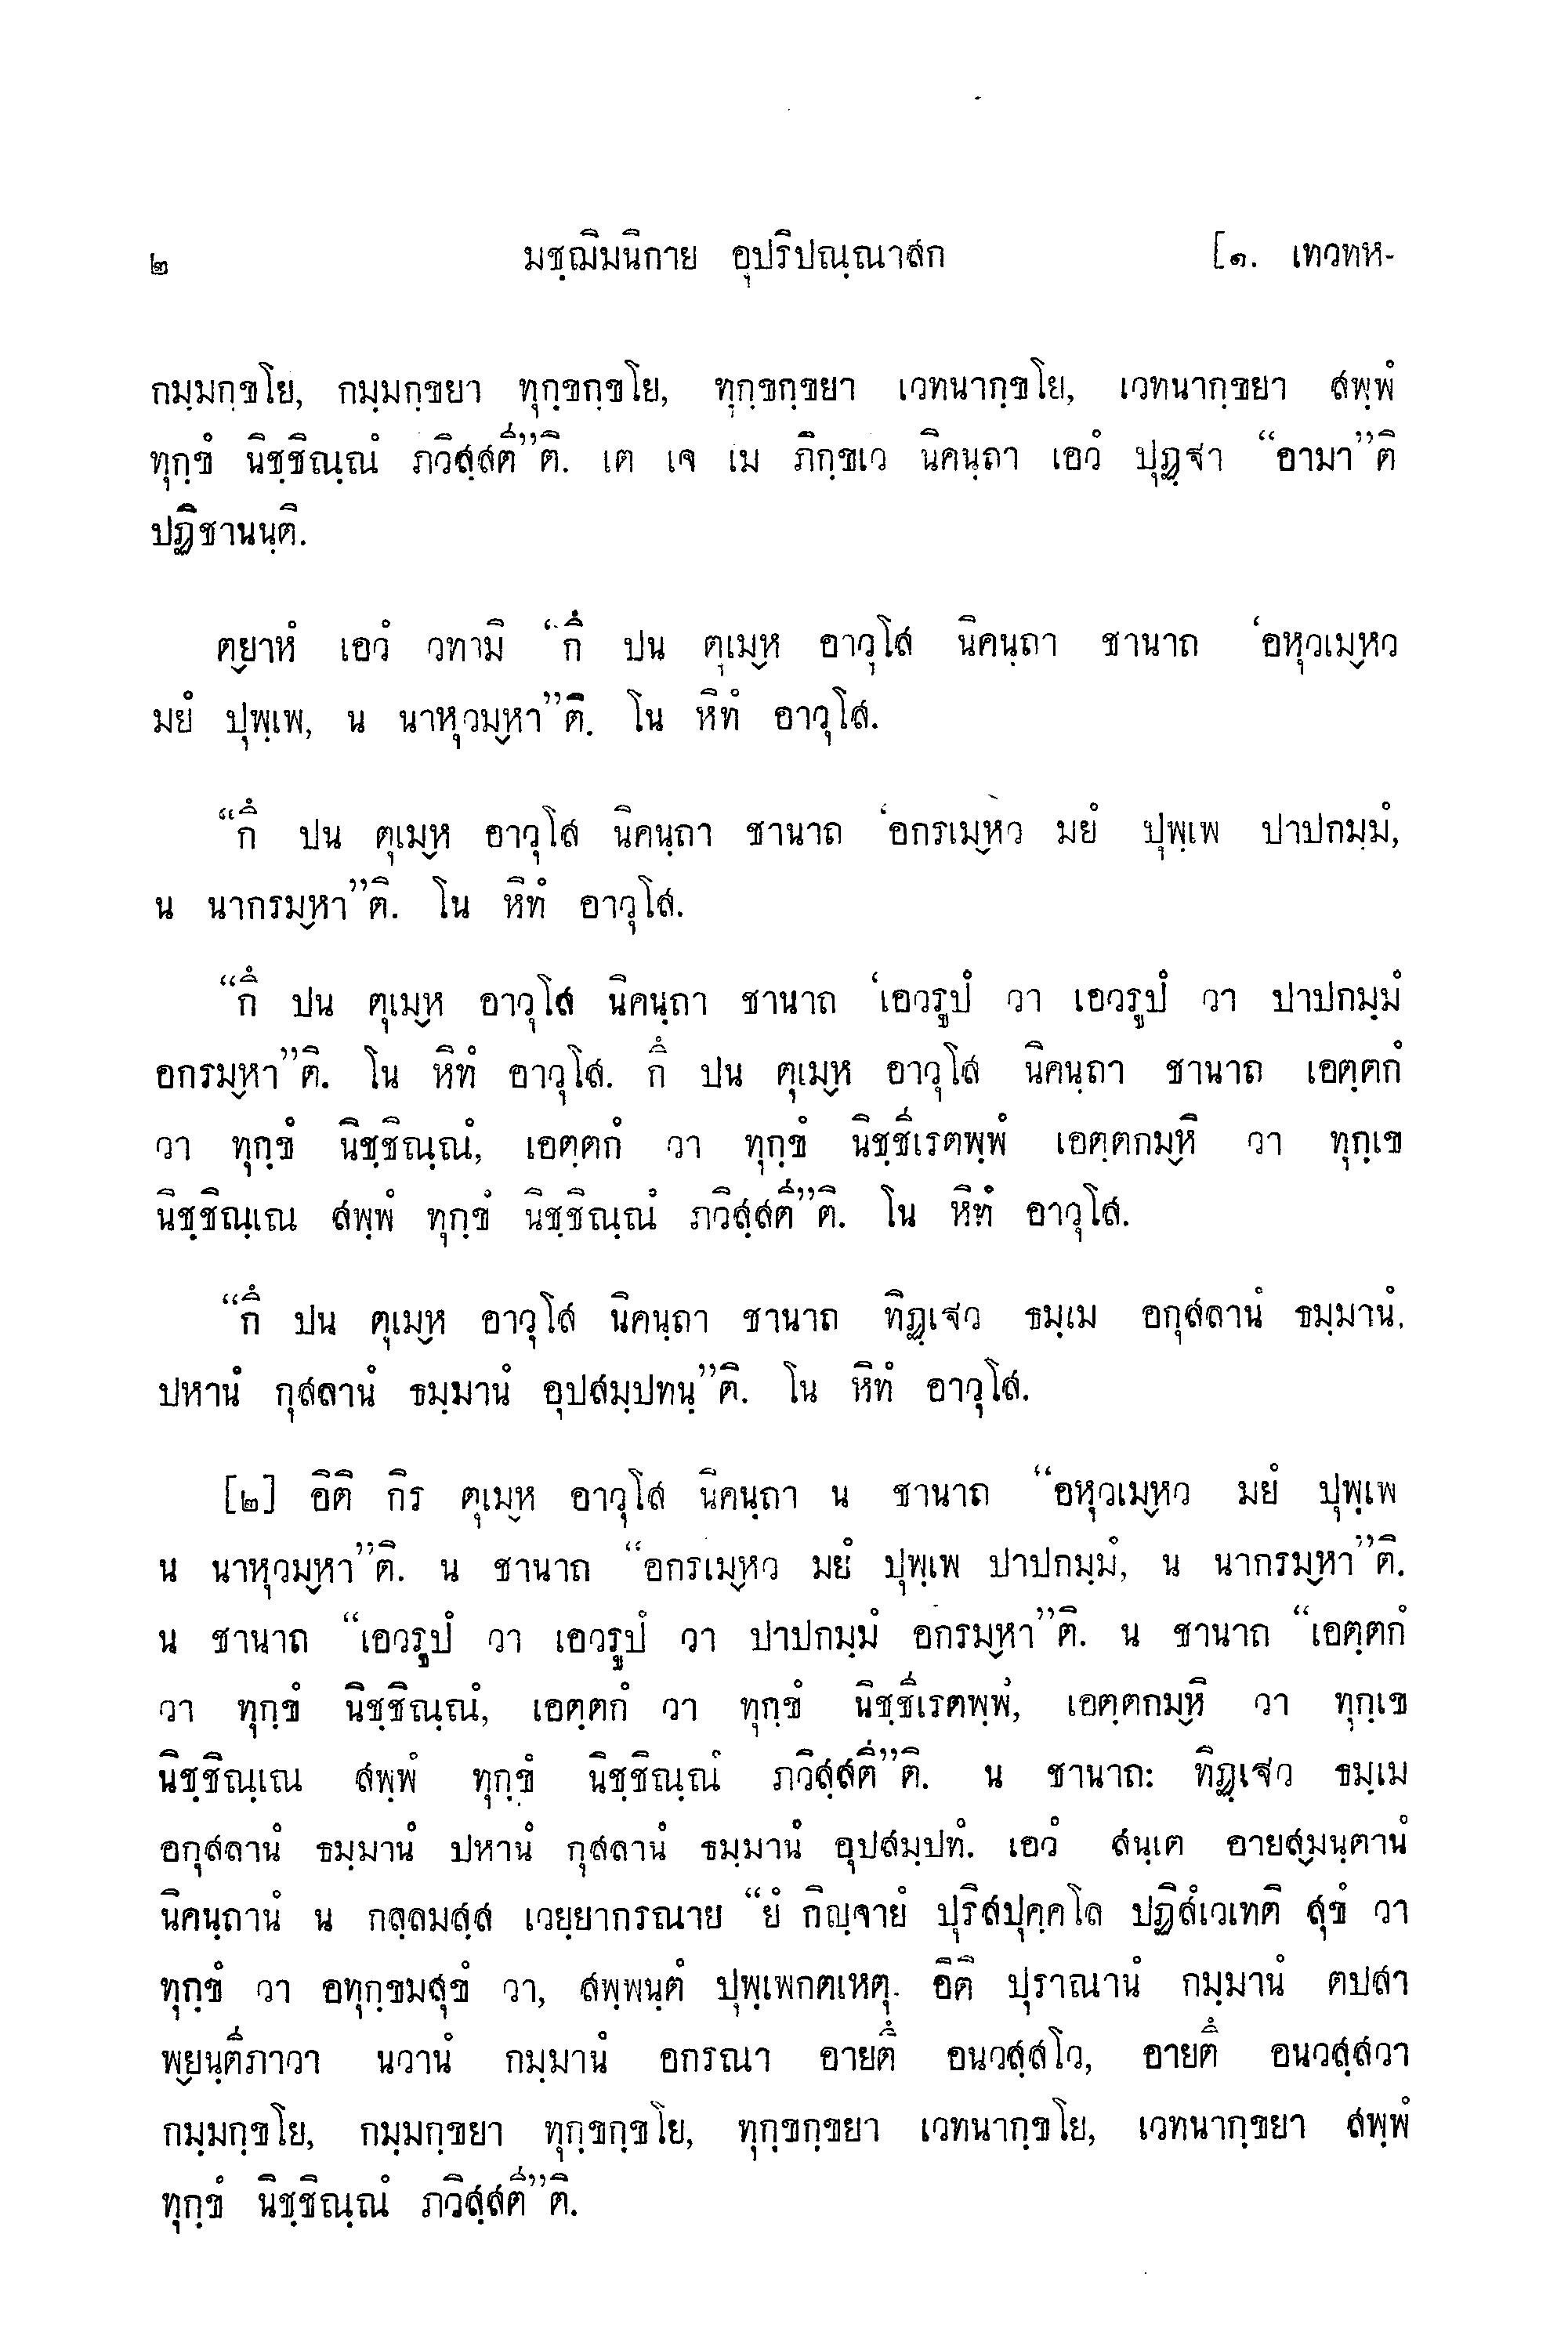 ๒ มชฺฌิมนิกาย อุปริปณฺณาสก [๑. เทวทห-
กมฺมกฺขโย, กมฺมกฺขยา ทุกฺขกฺขโย, ทุกฺขกฺขยา เวทนากฺขโย, เวทนากฺขยา สพฺพํ
ทุกฺขํ นิชฺชิณฺณํ ภวิสฺสตี”ติ. เต เจ เม ภิกฺขเว นิคนฺถา เอวํ ปุฏฺฐา “อามา”ติ
ปฏิชานนฺติ.
ตฺยาหํ เอวํ วทามิ “กึ ปน ตุเมฺห อาวุโส นิคนฺถา ชานาถ ‘อหุวเมฺหว
มยํ ปุพฺเพ, น นาหุวมฺหา”ติ. โน หิทํ อาวุโส.
“กึ ปน ตุเมฺห อาวุโส นิคนฺถา ชานาถ ‘อกรเมฺหว มยํ ปุพฺเพ ปาปกมฺมํ,
น นากรมฺหา”ติ. โน หิทํ อาวุโส.
“กึ ปน ตุเมฺห อาวุโส นิคนฺถา ชานาถ ‘เอวรูปํ วา เอวรูปํ วา ปาปกมฺมํ
อกรมฺหา”ติ. โน หิทํ อาวุโส. กึ ปน ตุเมฺห อาวุโส นิคนฺถา ชานาถ เอตฺตกํ
วา ทุกฺขํ นิชฺชิณฺณํ, เอตฺตกํ วา ทุกฺขํ นิชฺชีเรตพฺพํ เอตฺตกมฺหิ วา ทุกฺเข
นิชฺชิณฺเณ สพฺพํ ทุกฺขํ นิชฺชิณฺณํ ภวิสฺสตี”ติ. โน หิทํ อาวุโส.
“กึ ปน ตุเมฺห อาวุโส นิคนฺถา ชานาถ ทิฏฺเฐว ธมฺเม อกุสลานํ ธมฺมานํ.
ปหานํ กุสลานํ ธมฺมานํ อุปสมฺปทนฺ”ติ. โน หิทํ อาวุโส.
[๒] อิติ กิร ตุเมฺห อาวุโส นิคนฺถา น ชานาถ “อหุวเมฺหว มยํ ปุพฺเพ
น นาหุวมฺหา”ติ. น ชานาถ “อกรเมฺหว มยํ ปุพฺเพ ปาปกมฺมํ, น นากรมฺหา”ติ.
น ชานาถ “เอวรูปํ วา เอวรูปํ วา ปาปกมฺมํ อกรมฺหา”ติ. น ชานาถ “เอตฺตกํ
วา ทุกฺขํ นิชฺชิณฺณํ, เอตฺตกํ วา ทุกฺขํ นิชฺชีเรตพฺพํ, เอตฺตกมฺหิ วา ทุกฺเข
นิชฺชิณฺเณ สพฺพํ ทุกฺขํ นิชฺชิณฺณํ ภวิสฺสตี”ติ. น ชานาถ: ทิฏฺเฐว ธมฺเม
อกุสลานํ ธมฺมานํ ปหานํ กุสลานํ ธมฺมานํ อุปสมฺปทํ. เอวํ สนฺเต อายสฺมนฺตานํ
นิคนฺถานํ น กลฺลมสฺส เวยฺยากรณาย “ยํ กิญฺจายํ ปุริสปุคฺคโล ปฏิสํเวเทติ สุขํ วา
ทุกฺขํ วา อทุกฺขมสุขํ วา, สพฺพนฺตํ ปุพฺเพกตเหตุ. อิติ ปุราณานํ กมฺมานํ ตปสา
พฺยนฺตีภาวา นวานํ กมฺมานํ อกรณา อายตึ อนวสฺสโว, อายตึ อนวสฺสวา
กมฺมกฺขโย, กมฺมกฺขยา ทุกฺขกฺขโย, ทุกฺขกฺขยา เวทนากฺขโย, เวทนากฺขยา สพฺพํ
ทุกฺขํ นิชฺชิณฺณํ ภวิสฺสตี”ติ.